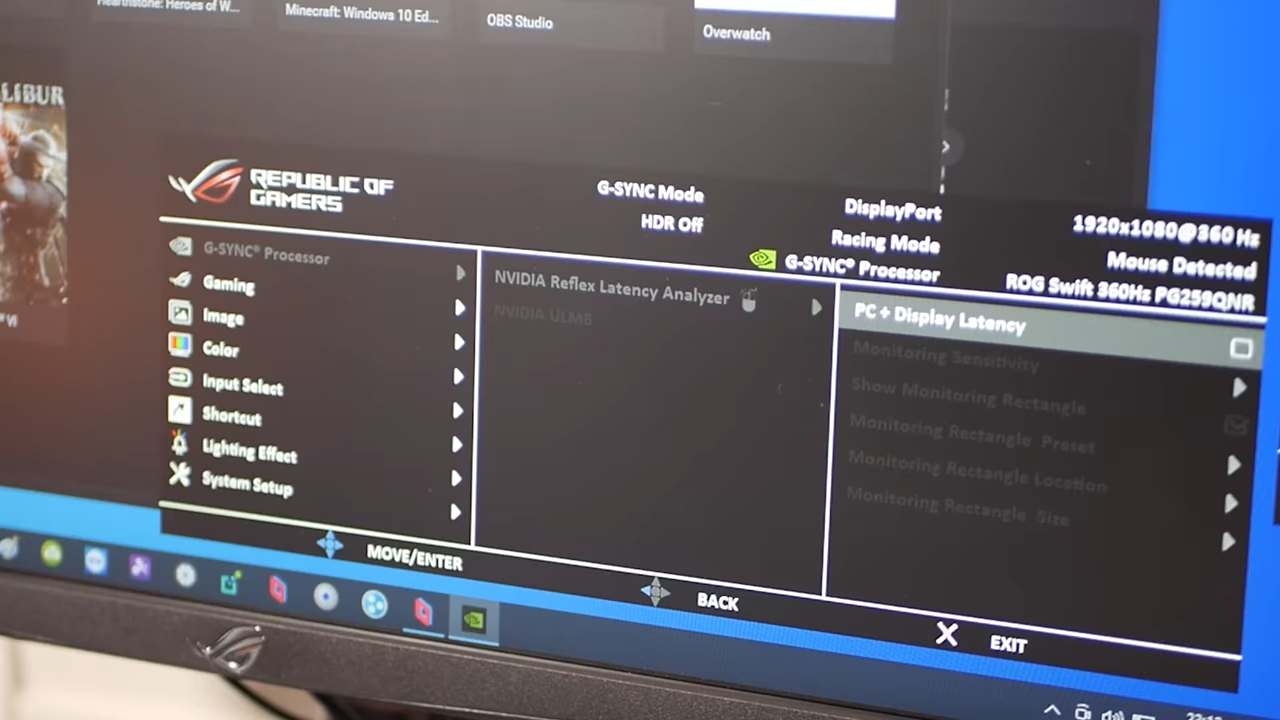 Hearthstone: Heroes of W...
Minecraft: Windows 10 Ed...
OBS Studio
Overwatch
LIBUR
VI
REPUBLIC OF
GAMERS
G-SYNC Mode
HDR Off
DisplayPort
Racing Mode
G-SYNC® Processor
1920x1080@360 Hz
Mouse Detected
ROG Swift 360Hz PG259QNR
G-SYNC® Processor
Gaming
Image
Color
Input Select
Shortcut
Lighting Effect
System Setup
NVIDIA Reflex Latency Analyzer
NVIDIA ULMB
PC + Display Latency
Monitoring Sensitivity
Show Monitoring Rectangle
Monitoring Rectangle Preset
Monitoring Rectangle Location
Monitoring Rectangle Size
MOVE/ENTER
BACK
EXIT